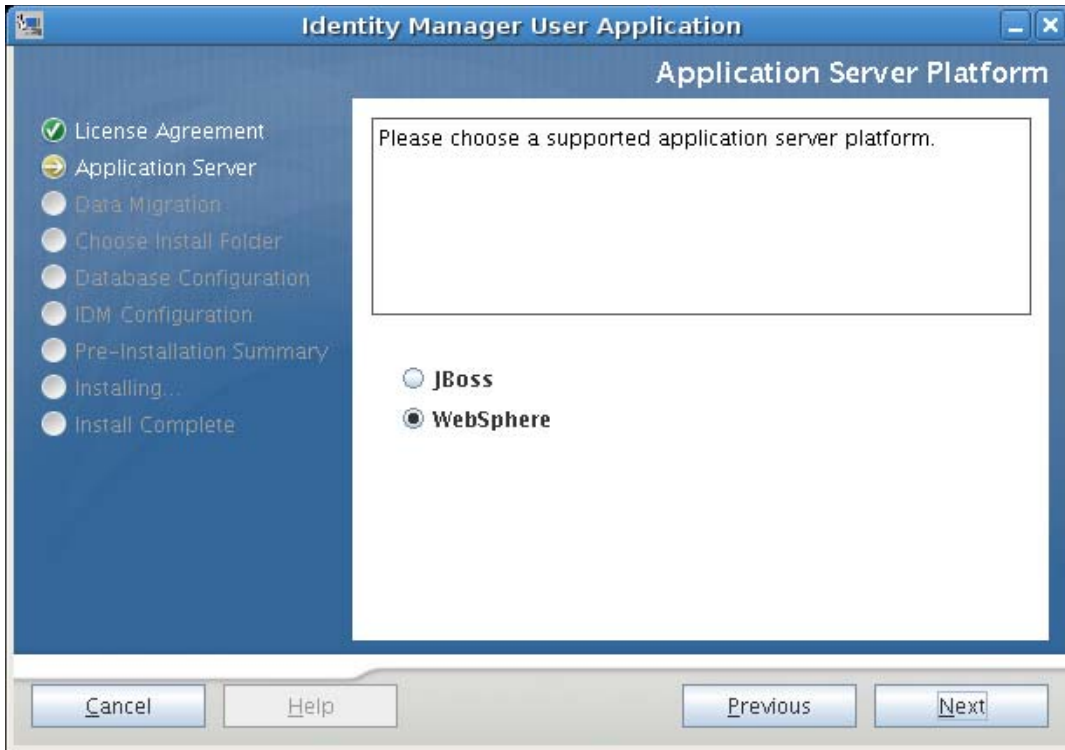 Identity Manager User Application
Application Server Platform
License Agreement
Application Server
Data Migration
Choose Install Folder
Database Configuration
IDM Configuration
Pre-Installation Summary
Installing...
Install Complete
Please choose a supported application server platform.
JBoss
WebSphere
Cancel
Help
Previous
Next